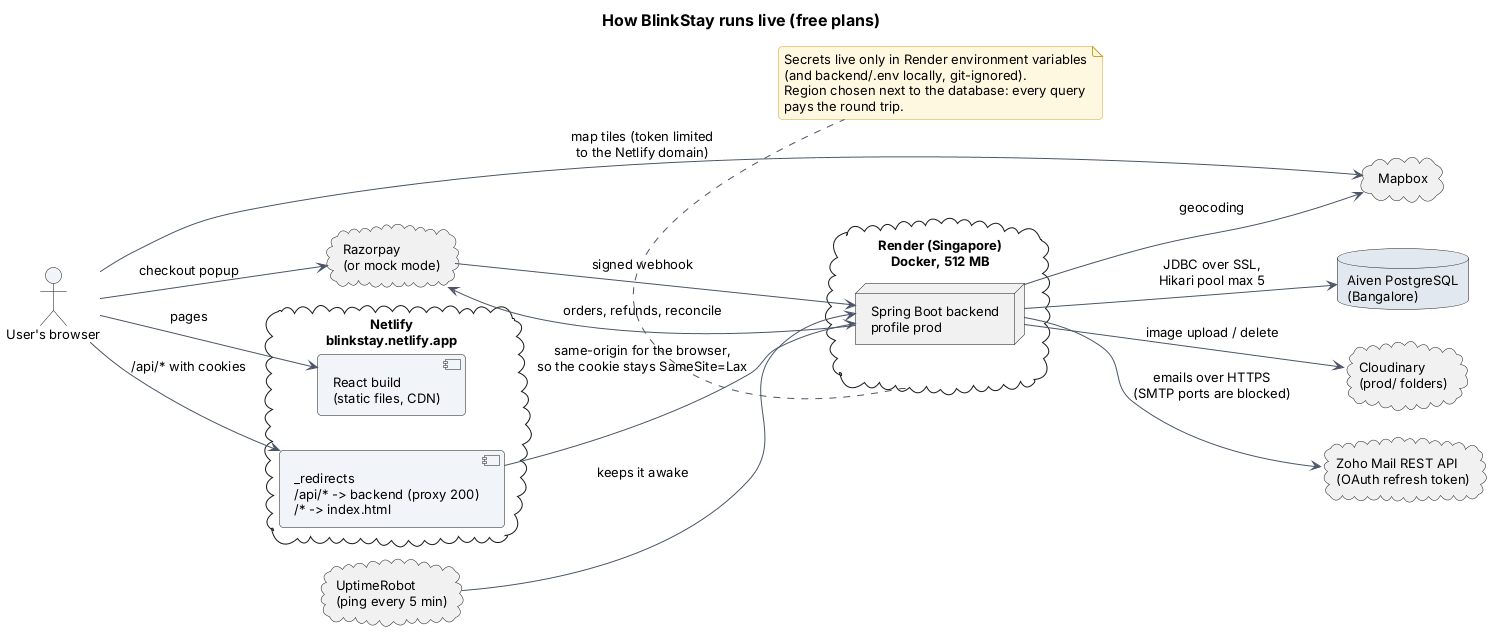 How BlinkStay runs live (free plans)
Secrets live only in Render environment variables
(and backend/.env locally, git-ignored).
Region chosen next to the database: every query
pays the round trip.
map tiles (token limited
to the Netlify domain)
Mapbox
geocoding
Razorpay
(or mock mode)
checkout popup
signed webhook
Render (Singapore)
Docker, 512 MB
Spring Boot backend
profile prod
JDBC over SSL,
Hikari pool max 5
Aiven PostgreSQL
(Bangalore)
User's browser
pages
orders, refunds, reconcile
Netlify
blinkstay.netlify.app
image upload / delete
/api/* with cookies
same-origin for the browser,
so the cookie stays SameSite=Lax
React build
(static files, CDN)
emails over HTTPS
(SMTP ports are blocked)
Cloudinary
(prod/ folders)
_redirects
/api/* -> backend (proxy 200)
/* -> index.html
keeps it awake
Zoho Mail REST API
(OAuth refresh token)
UptimeRobot
(ping every 5 min)